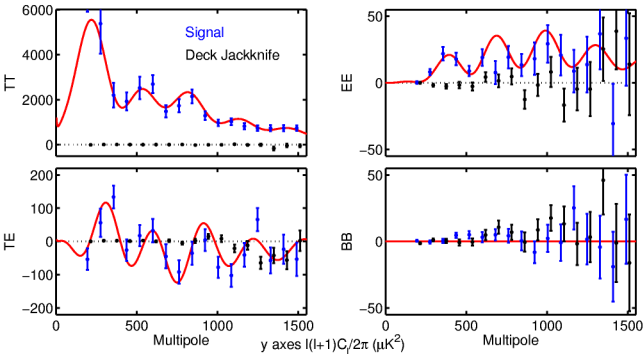 6000
4000
2000
0
TT
Signal
Deck Jackknife
50
0
−50
EE
200
100
0
−100
−200
TE
0 500 1000 1500
Multipole
50
0
−50
BB
0 500 1000 1500
Multipole
y axes l(l+1)Cl/2π (μK²)